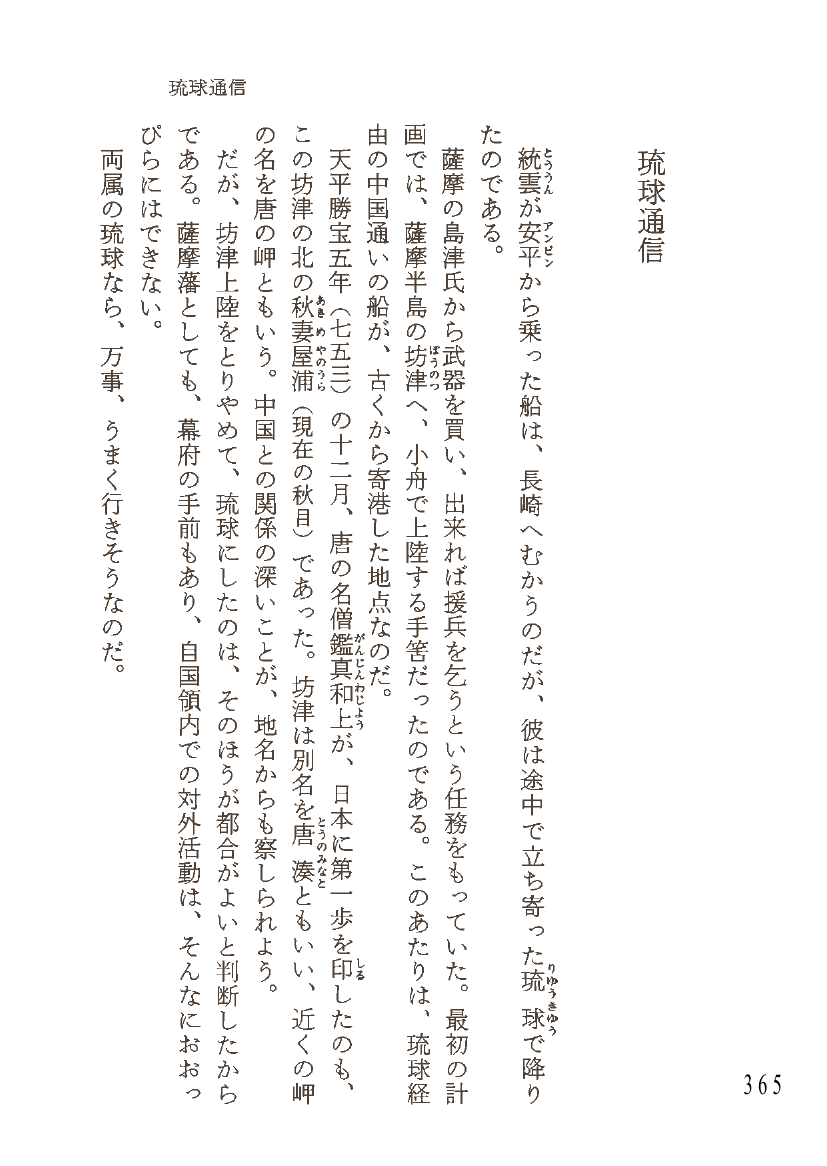 琉球通信
琉球通信
統雲が安平から乗った船は、長崎へむかうのだが、彼は途中で立ち寄った琉球で降り
たのである。
薩摩の島津氏から武器を買い、出来れば援兵を乞うという任務をもっていた。最初の計
画では、薩摩半島の坊津へ、小舟で上陸する手筈だったのである。このあたりは、琉球経
由の中国通いの船が、古くから寄港した地点なのだ。
天平勝宝五年（七五三）の十二月、唐の名僧鑑真和上が、日本に第一歩を印したのも、
この坊津の北の秋妻屋浦（現在の秋目）であった。坊津は別名を唐湊ともいい、近くの岬
の名を唐の岬ともいう。中国との関係の深いことが、地名からも察しられよう。
だが、坊津上陸をとりやめて、琉球にしたのは、そのほうが都合がよいと判断したから
である。薩摩藩としても、幕府の手前もあり、自国領内での対外活動は、そんなにおおっ
ぴらにはできない。
両属の琉球なら、万事、うまく行きそうなのだ。
365